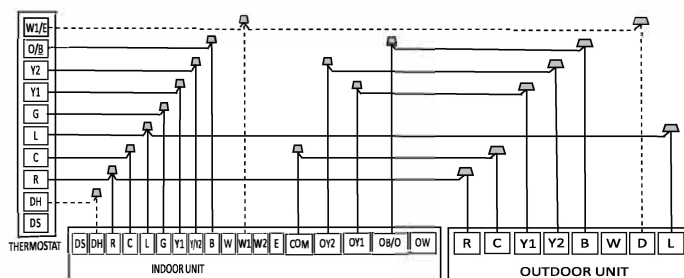 W1/E
O/B
Y2
Y1
G
L
C
R
DH
DS
THERMOSTAT
DS DH R C L G Y1 Y/Y2 B W W1 W2 E COM OY2 OY1 OB/O OW
INDOOR UNIT
R C Y1 Y2 B W D L
OUTDOOR UNIT